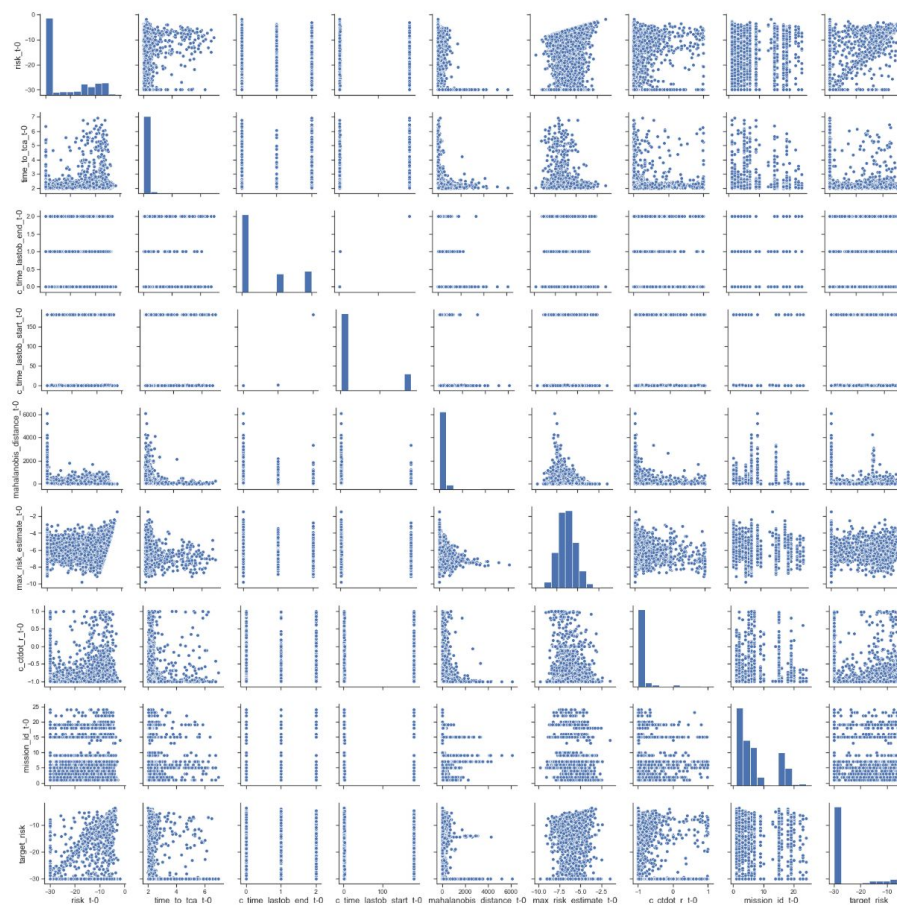 risk_t-0
0
-10
-20
-30
time_to_tca_t-0
7
6
5
4
3
2
c_time_lastob_end_t-0
2.0
1.5
1.0
0.5
0.0
c_time_lastob_start_t-0
150
100
50
0
mahalanobis_distance_t-0
6000
4000
2000
0
max_risk_estimate_t-0
-2
-4
-6
-8
-10
c_ctdot_r_t-0
1.0
0.5
0.0
-0.5
-1.0
mission_id_t-0
25
20
15
10
5
0
target_risk
-10
-20
-30
-30 -20 -10 0
2 4 6
0 1 2
0 100
0 2000 4000 6000
-10.0 -7.5 -5.0 -2.5
-1 0 1
0 10 20
-30 -20 -10
risk_t-0 time_to_tca_t-0 c_time_lastob_end_t-0 c_time_lastob_start_t-0 mahalanobis_distance_t-0 max_risk_estimate_t-0 c_ctdot_r_t-0 mission_id_t-0 target_risk